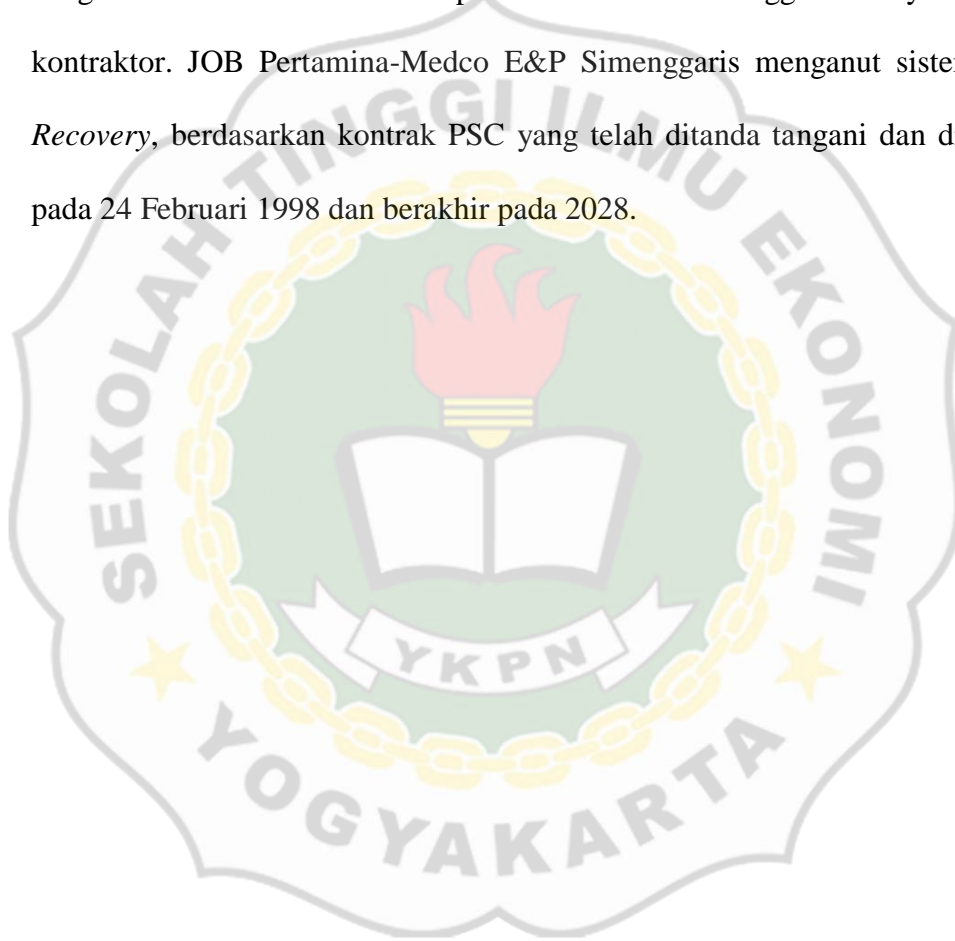 kontraktor. JOB Pertamina-Medco E&P Simenggaris menganut
Recovery, berdasarkan kontrak PSC yang telah ditanda tangani dan
pada 24 Februari 1998 dan berakhir pada 2028.
SEKOLAH TINGGI ILMU EKONOMI
YKPN
YOGYAKARTA